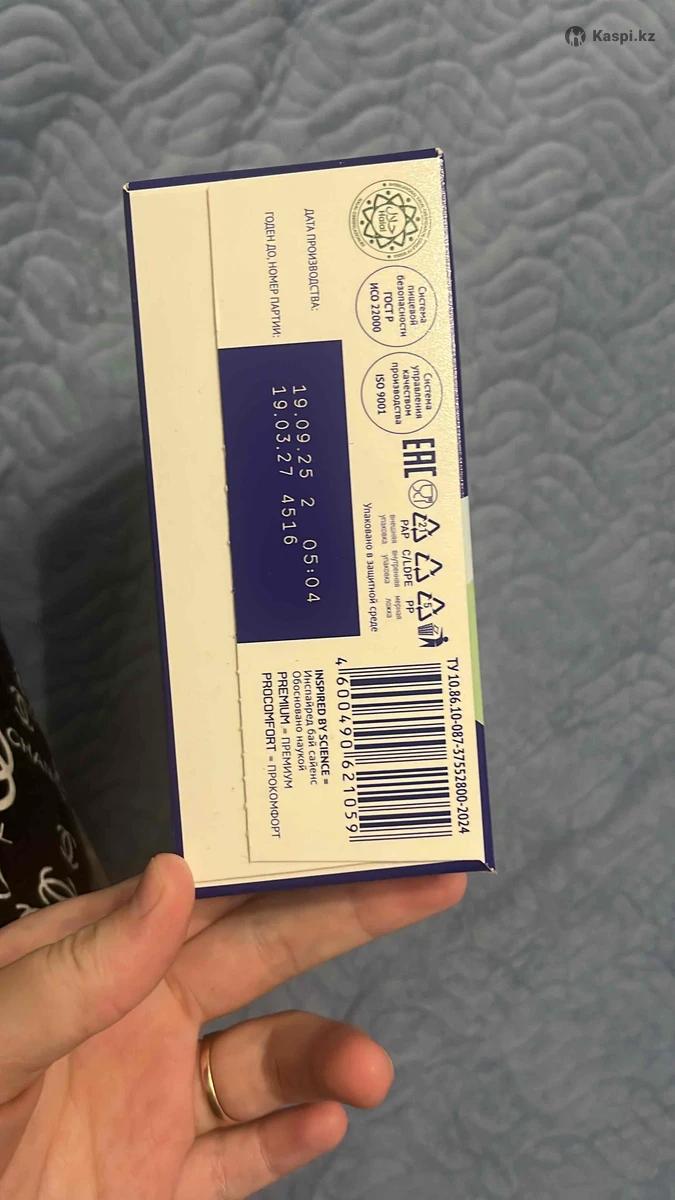 Kaspi.kz
Halal
Система
пищевой
безопасности
ГОСТ Р
ИСО 22000
Система
управления
качеством
производства
ISO 9001
EAC
21
PAP
внешняя
упаковка
C/LDPE
внутренняя
упаковка
5
PP
мерная
ложка
Упаковано в защитной среде
ДАТА ПРОИЗВОДСТВА:
ГОДЕН ДО, НОМЕР ПАРТИИ:
19.09.25 2 05:04
19.03.27 4516
ТУ 10.86.10-087-37552800-2024
4 600490 621059
INSPIRED BY SCIENCE =
Инспайред бай сайенс
Обосновано наукой
PREMIUM = ПРЕМИУМ
PROCOMFORT = ПРОКОМФОРТ